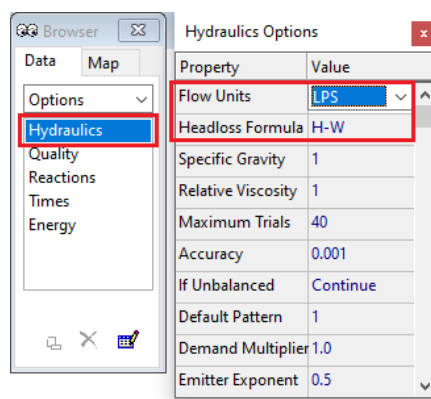 Browser
Data Map
Options
Hydraulics
Quality
Reactions
Times
Energy
Hydraulics Options
Property Value
Flow Units LPS
Headloss Formula H-W
Specific Gravity 1
Relative Viscosity 1
Maximum Trials 40
Accuracy 0.001
If Unbalanced Continue
Default Pattern 1
Demand Multiplier 1.0
Emitter Exponent 0.5